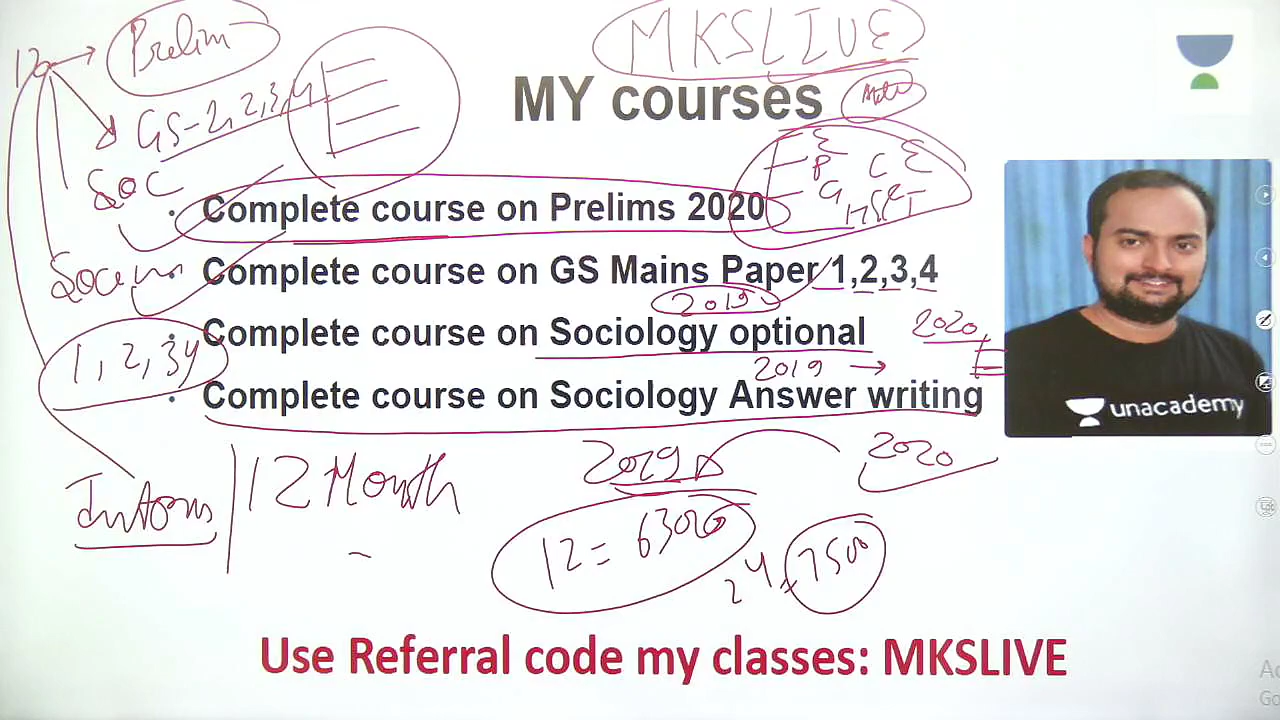 MKSLIVE
Prelim
MY courses
GS-1,2,3,4
Soc
• Complete course on Prelims 2020
• Complete course on GS Mains Paper 1,2,3,4
2019
• Complete course on Sociology optional
2020
1, 2, 3, 4
2019
• Complete course on Sociology Answer writing
unacademy
12 Month
2020
12 = 6300
24 = 7500
Use Referral code my classes: MKSLIVE